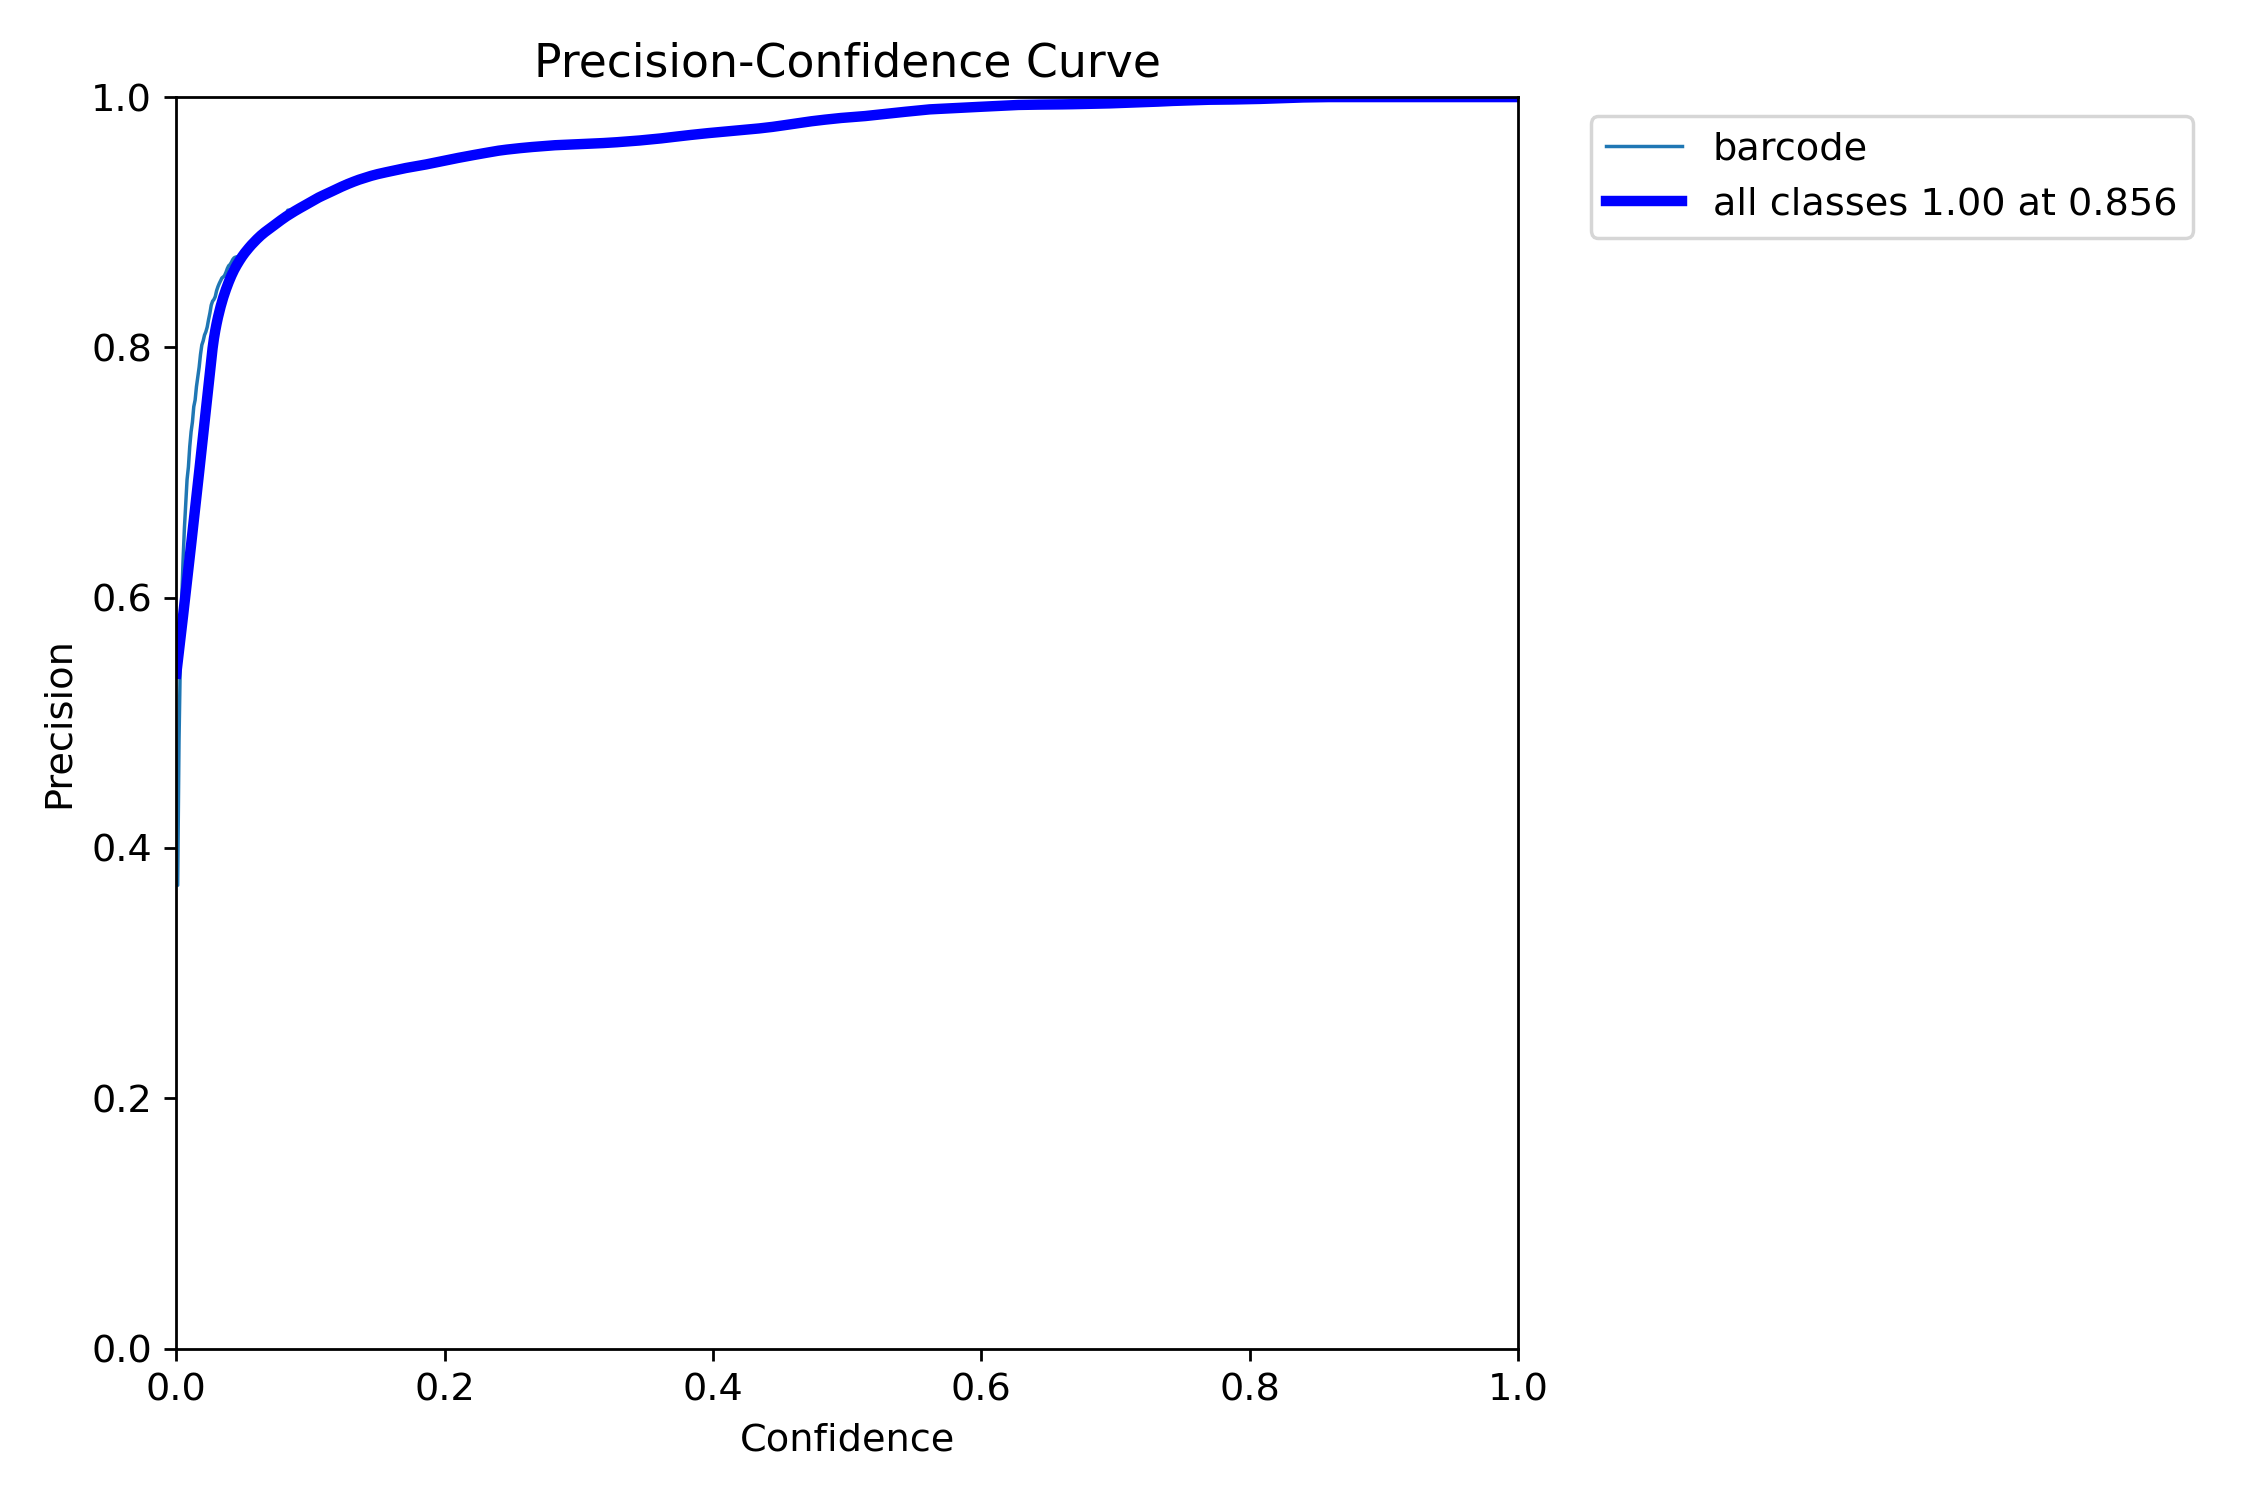 Precision-Confidence Curve
1.0
0.8
0.6
0.4
0.2
0.0
Precision
0.0 0.2 0.4 0.6 0.8 1.0
Confidence
barcode
all classes 1.00 at 0.856